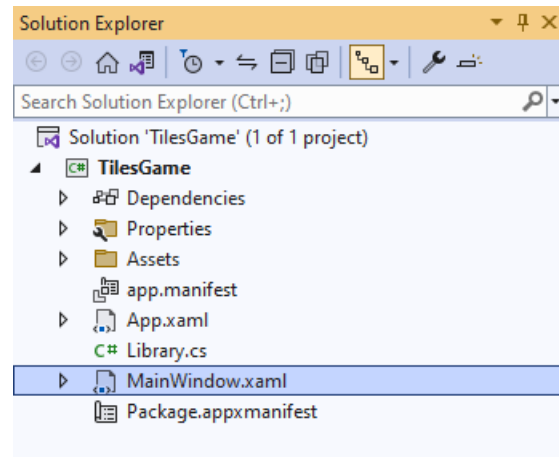 Solution Explorer
Search Solution Explorer (Ctrl+;)
Solution 'TilesGame' (1 of 1 project)
C# TilesGame
Dependencies
Properties
Assets
app.manifest
App.xaml
C# Library.cs
MainWindow.xaml
Package.appxmanifest